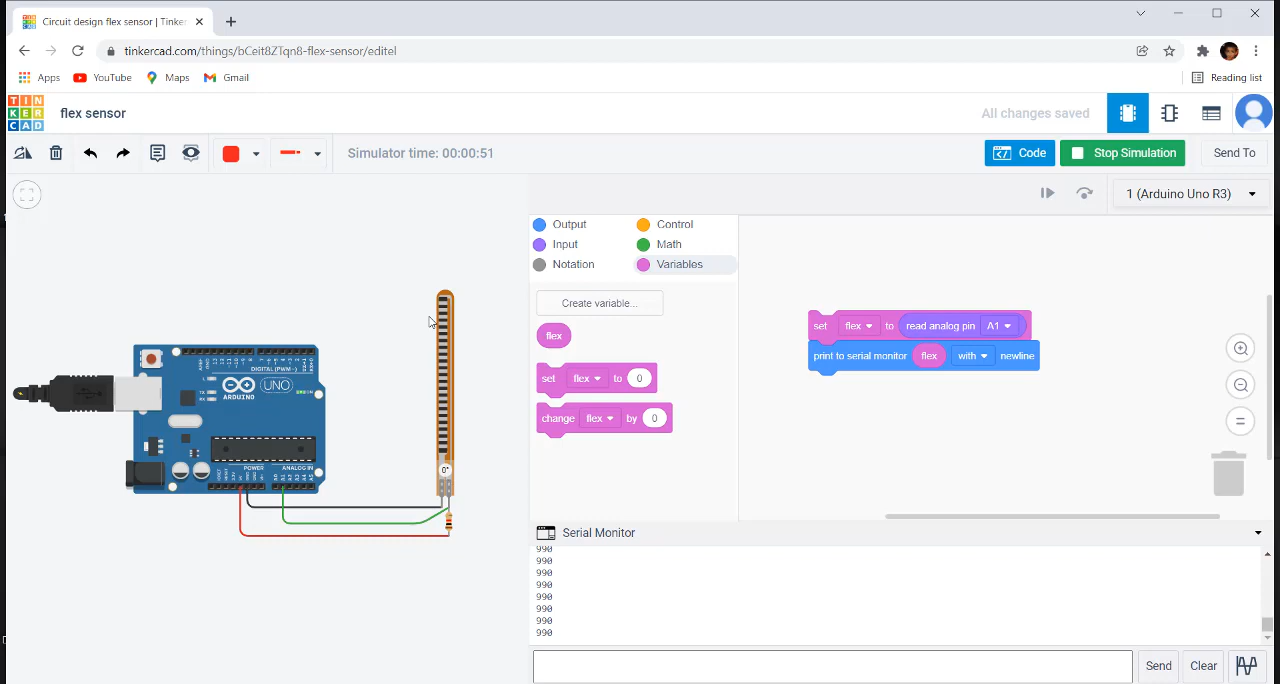 Circuit design flex sensor | Tinker
tinkercad.com/things/bCeit8ZTqn8-flex-sensor/editel
Apps YouTube Maps Gmail Reading list
TINKERCAD flex sensor All changes saved
Simulator time: 00:00:51 Code Stop Simulation Send To
1 (Arduino Uno R3)
Output Control
Input Math
Notation Variables
Create variable...
flex
set flex to 0
change flex by 0
set flex to read analog pin A1
print to serial monitor flex with newline
DIGITAL (PWM~)
UNO
ARDUINO
POWER ANALOG IN
0°
Serial Monitor
990
990
990
990
990
990
990
990
Send Clear